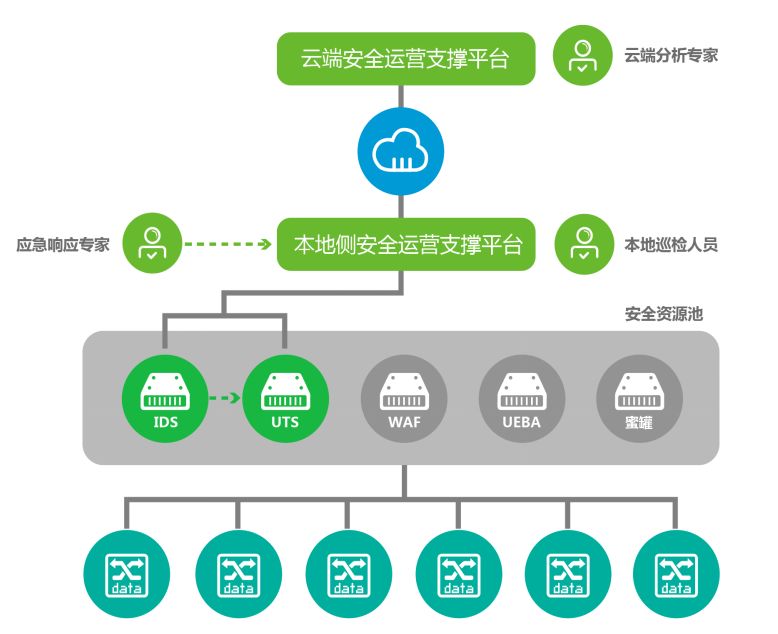 云端安全运营支撑平台
云端分析专家
应急响应专家
本地侧安全运营支撑平台
本地巡检人员
安全资源池
IDS
UTS
WAF
UEBA
蜜罐
data
data
data
data
data
data